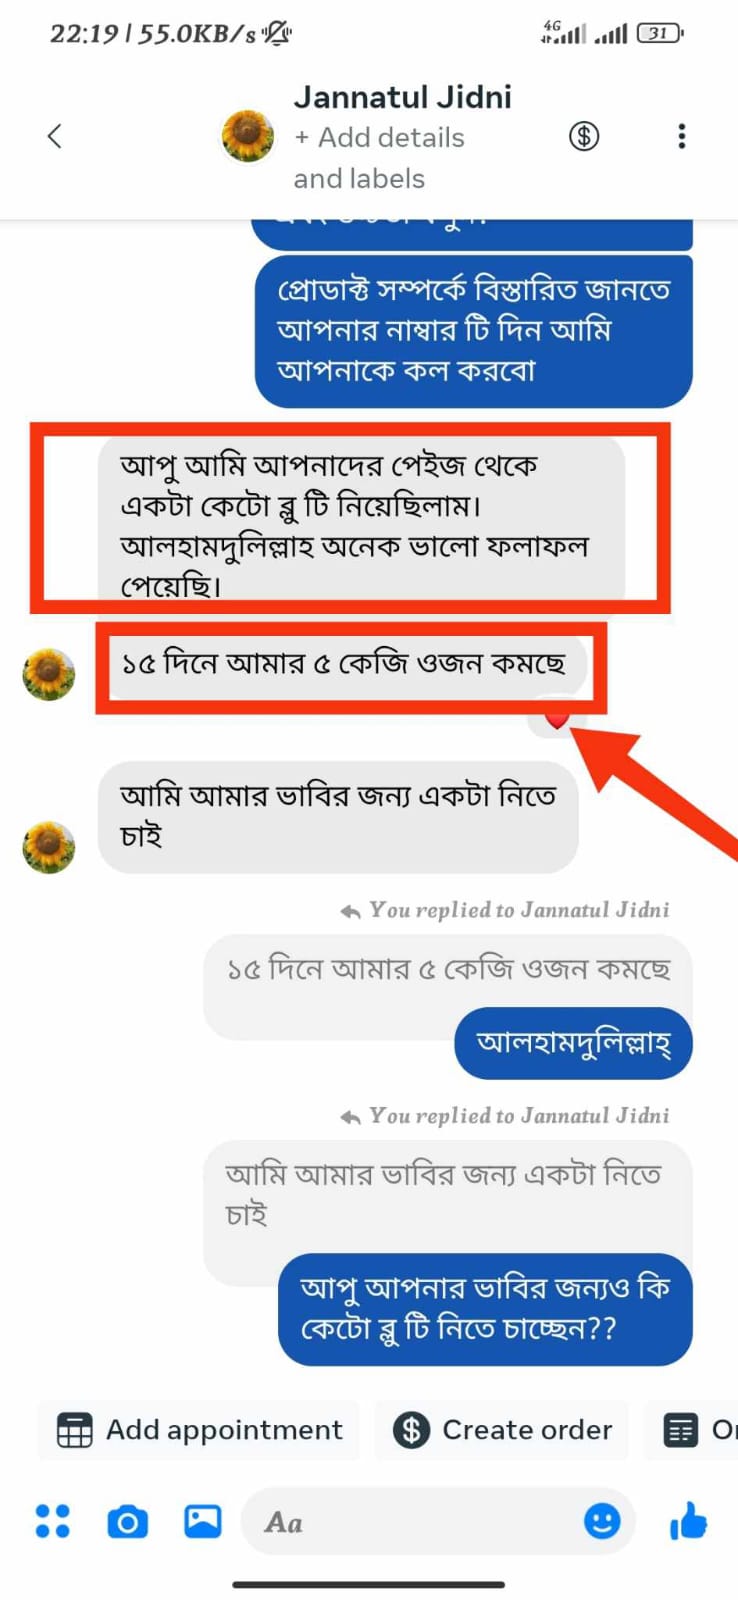 22:19 | 55.0KB/s
4G
31
Jannatul Jidni
+ Add details
and labels
প্রোডাক্ট সম্পর্কে বিস্তারিত জানতে
আপনার নাম্বার টি দিন আমি
আপনাকে কল করবো
আপু আমি আপনাদের পেইজ থেকে
একটা কেটো ব্লু টি নিয়েছিলাম।
আলহামদুলিল্লাহ অনেক ভালো ফলাফল
পেয়েছি।
১৫ দিনে আমার ৫ কেজি ওজন কমছে
আমি আমার ভাবির জন্য একটা নিতে
চাই
You replied to Jannatul Jidni
১৫ দিনে আমার ৫ কেজি ওজন কমছে
আলহামদুলিল্লাহ্
You replied to Jannatul Jidni
আমি আমার ভাবির জন্য একটা নিতে
চাই
আপু আপনার ভাবির জন্যও কি
কেটো ব্লু টি নিতে চাচ্ছেন??
Add appointment
Create order
Aa